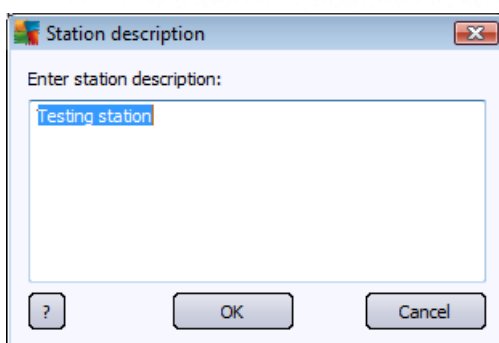 Station description
Enter station description:
Testing station
?
OK
Cancel